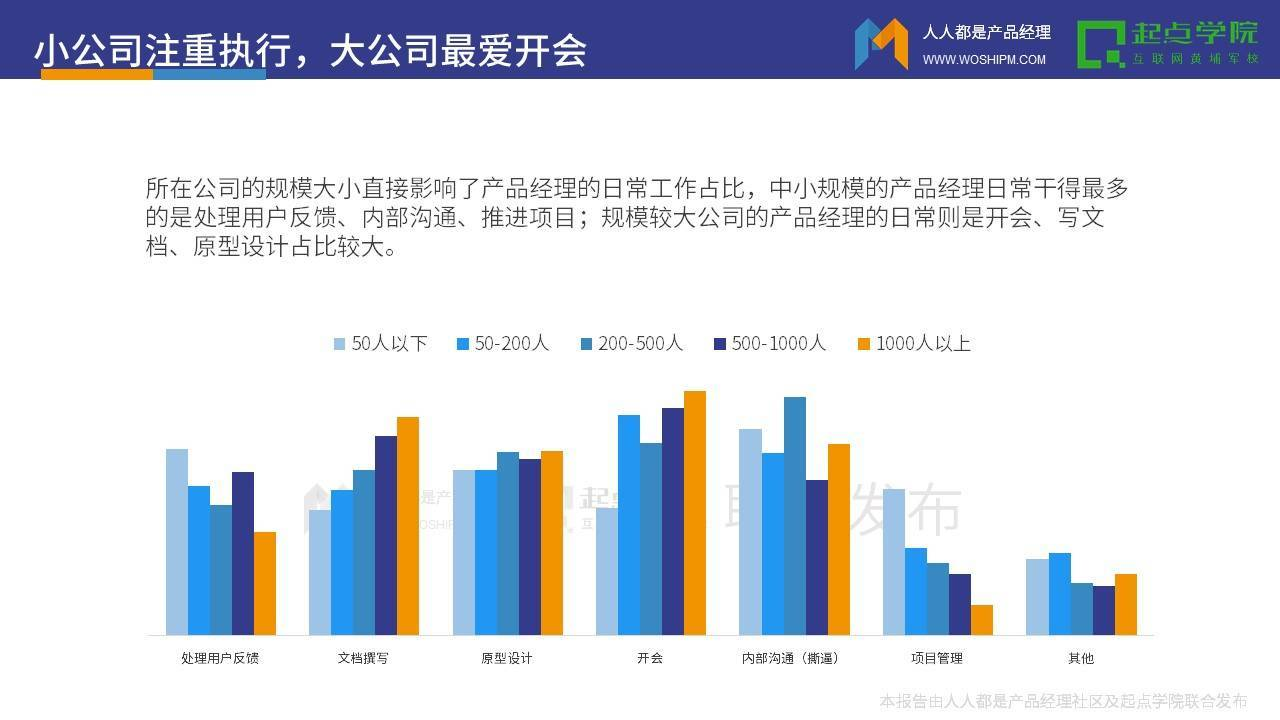 小公司注重执行，大公司最爱开会
人人都是产品经理
WWW.WOSHIPM.COM
起点学院
互联网黄埔军校
所在公司的规模大小直接影响了产品经理的日常工作占比，中小规模的产品经理日常干得最多
的是处理用户反馈、内部沟通、推进项目；规模较大公司的产品经理的日常则是开会、写文
档、原型设计占比较大。
50人以下 50-200人 200-500人 500-1000人 1000人以上
发布
处理用户反馈 文档撰写 原型设计 开会 内部沟通（撕逼） 项目管理 其他
本报告由人人都是产品经理社区及起点学院联合发布